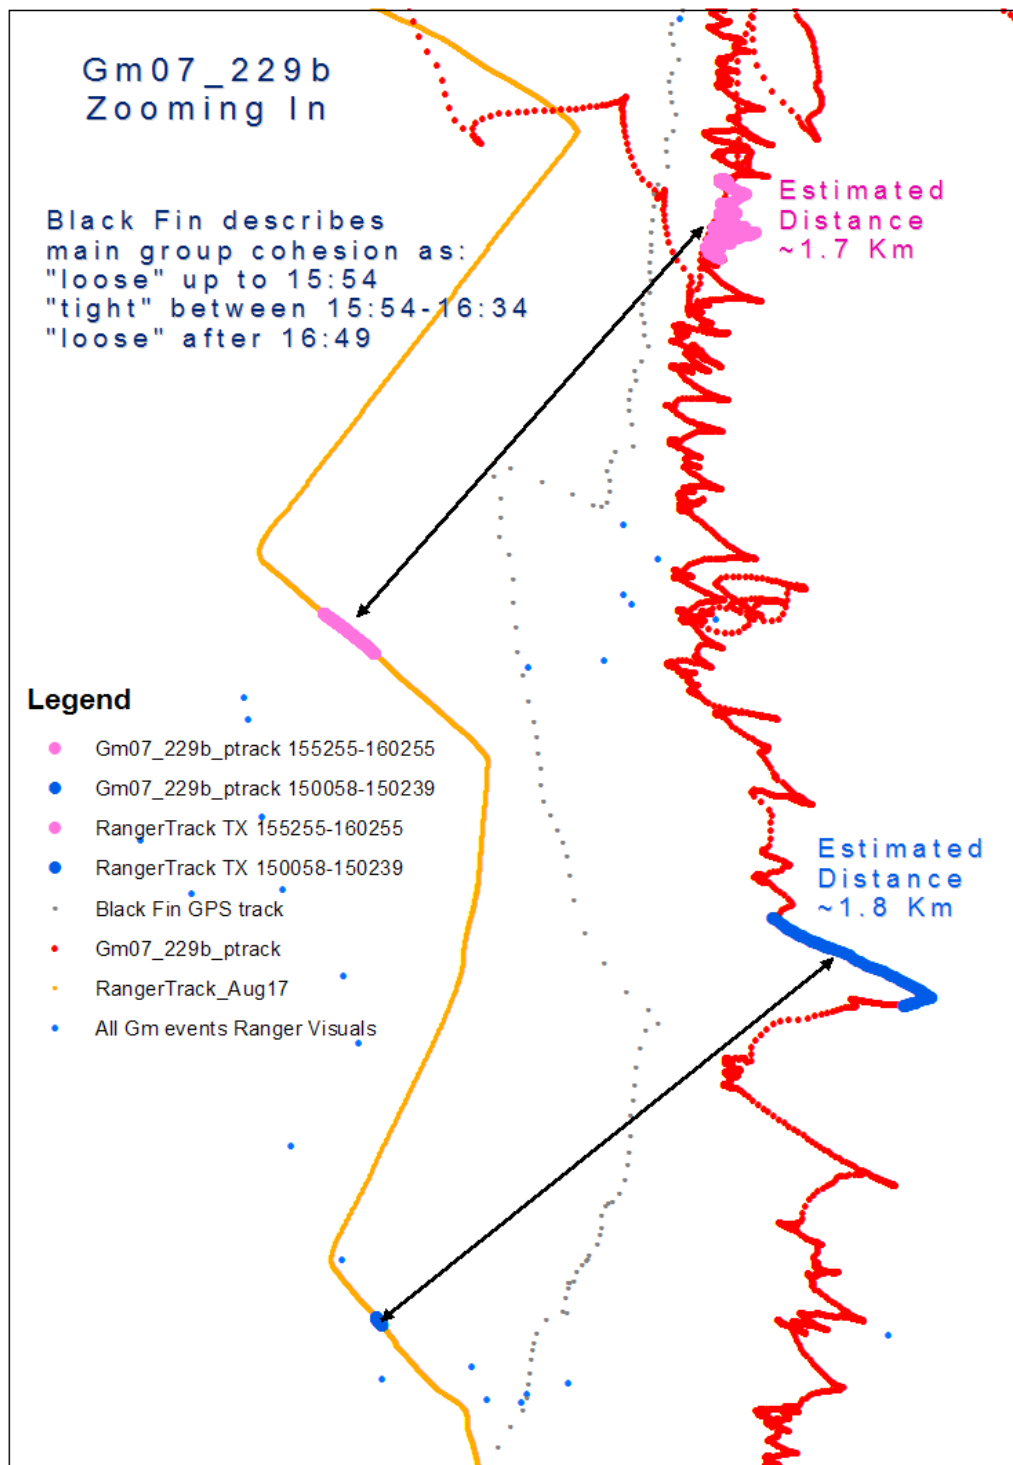 Gm07_229b
Zooming In
Black Fin describes
main group cohesion as:
"loose" up to 15:54
"tight" between 15:54-16:34
"loose" after 16:49
Estimated
Distance
~1.7 Km
Legend
Gm07_229b_ptrack 155255-160255
Gm07_229b_ptrack 150058-150239
RangerTrack TX 155255-160255
RangerTrack TX 150058-150239
Black Fin GPS track
Gm07_229b_ptrack
RangerTrack_Aug17
All Gm events Ranger Visuals
Estimated
Distance
~1.8 Km